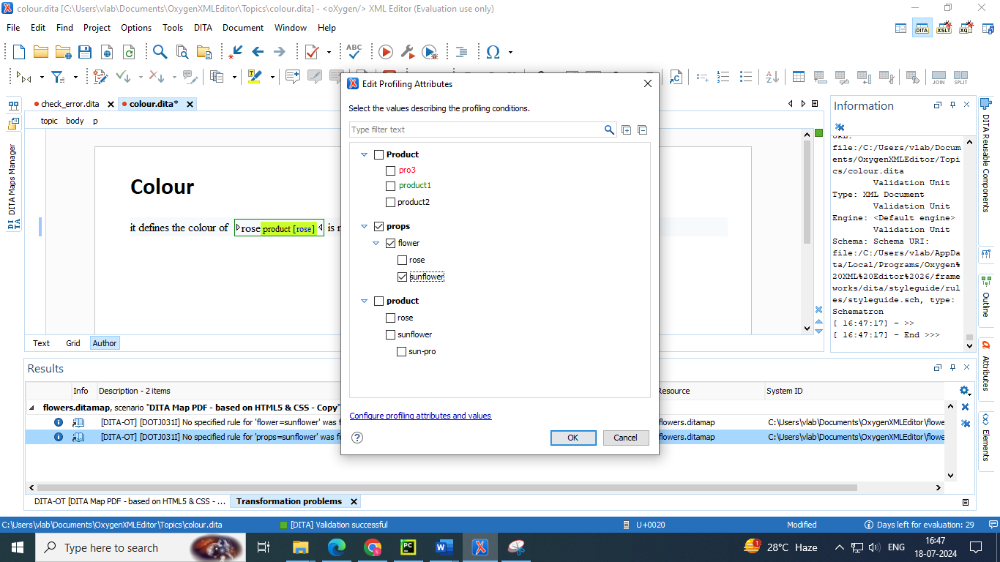 colour.dita [C:\Users\vlab\Documents\OxygenXMLEditor\Topics\colour.dita] - <oXygen/> XML Editor (Evaluation use only)
File Edit Find Project Options Tools DITA Document Window Help
DITA XSLT XQ
ABC
JOIN SPLIT
check_error.dita
colour.dita*
topic body p
Colour
it defines the colour of rose product [rose] is r
Text Grid Author
DITA Maps Manager
Edit Profiling Attributes
Select the values describing the profiling conditions.
Type filter text
Product
pro3
product1
product2
props
flower
rose
sunflower
product
rose
sunflower
sun-pro
Configure profiling attributes and values
OK Cancel
Information
URL:
file:/C:/Users/vlab/Docum
ents/OxygenXMLEditor/Topi
cs/colour.dita
Validation Unit
Type: XML Document
Validation Unit
Engine: <Default engine>
Validation Unit
Schema: Schema URI:
file:/C:/Users/vlab/AppDa
ta/Local/Programs/Oxygen%
20XML%20Editor%2026/frame
works/dita/styleguide/rul
es/styleguide.sch, type:
Schematron
[ 16:47:17] - >>
[ 16:47:17] - End >>>
DITA Reusable Components
Outline
Attributes
Elements
Results
Info Description - 2 items Resource System ID
flowers.ditamap, scenario "DITA Map PDF - based on HTML5 & CSS - Copy"
[DITA-OT] [DOTJ031I] No specified rule for 'flower=sunflower' was f flowers.ditamap C:\Users\vlab\Documents\OxygenXMLEditor\flowe
[DITA-OT] [DOTJ031I] No specified rule for 'props=sunflower' was fo flowers.ditamap C:\Users\vlab\Documents\OxygenXMLEditor\flowe
DITA-OT [DITA Map PDF - based on HTML5 & CSS - ... Transformation problems
C:\Users\vlab\Documents\OxygenXMLEditor\Topics\colour.dita [DITA] Validation successful U+0020 Modified Days left for evaluation: 29
Type here to search
28°C Haze ENG
16:47
18-07-2024